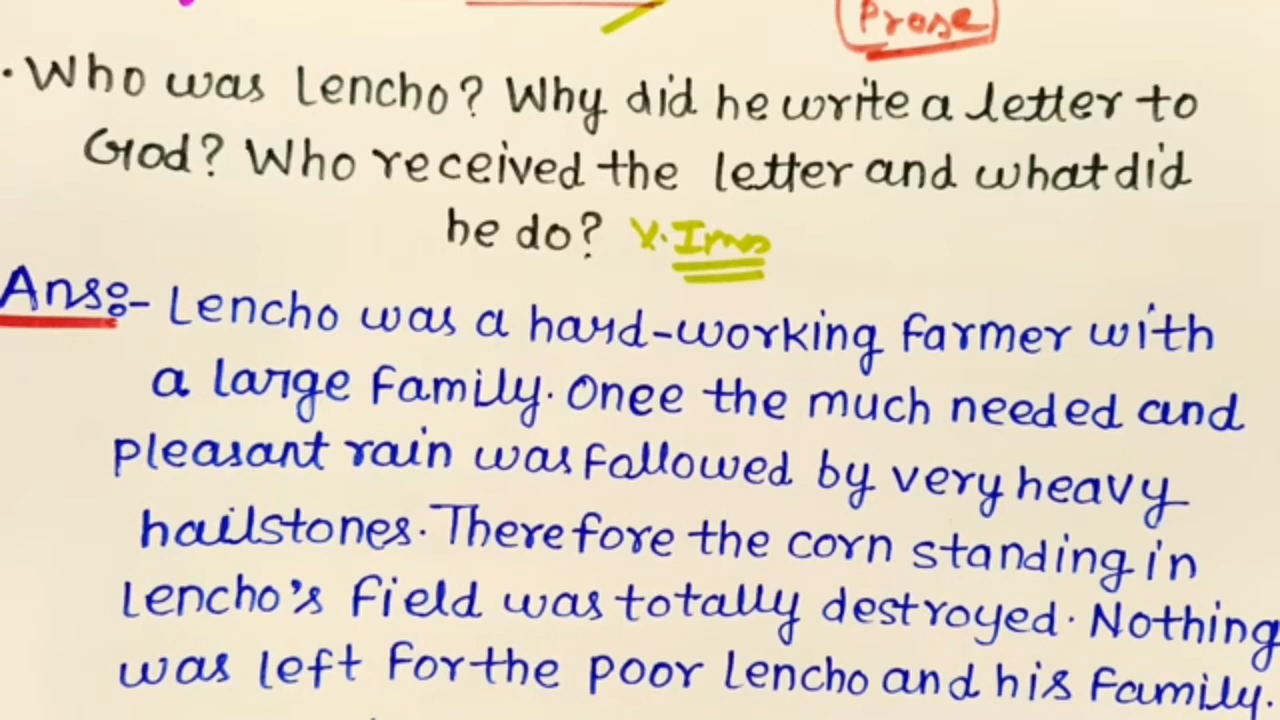 Prose
• Who was Lencho? Why did he write a letter to
God? Who received the letter and what did
he do? V. Imp
Ans:- Lencho was a hard-working farmer with
a large family. Onee the much needed and
pleasant rain was followed by very heavy
hailstones. Therefore the corn standing in
Lencho's field was totally destroyed. Nothing
was left for the poor Lencho and his family.